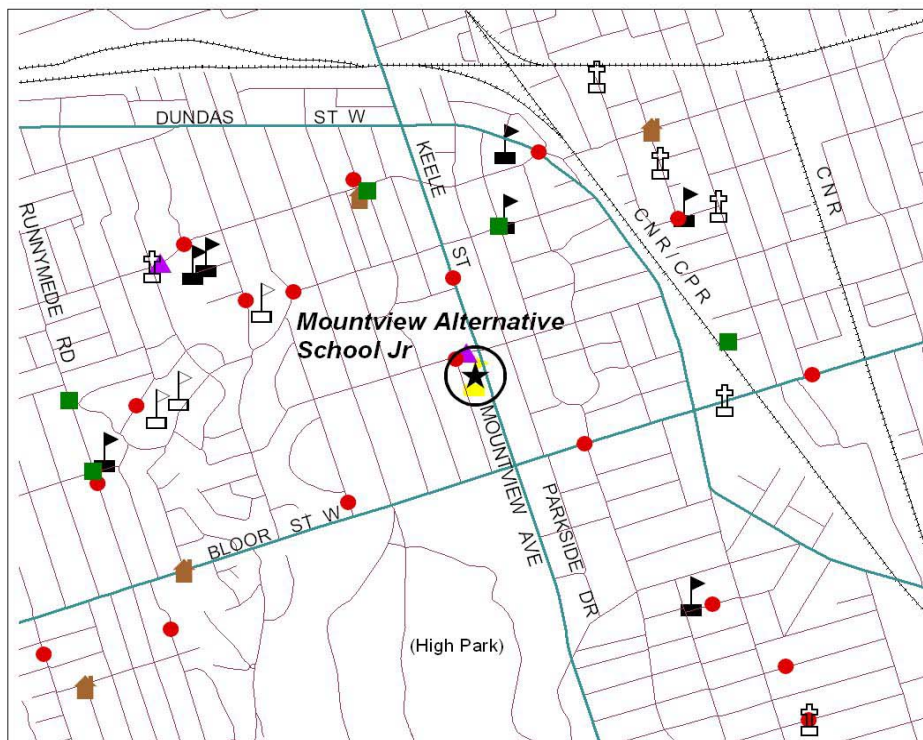 DUNDAS ST W
KEELE ST
CNR
CNR/CPR
RUNNYMEDE RD
Mountview Alternative
School Jr
MOUNTVIEW AVE
PARKSIDE DR
BLOOR ST W
(High Park)